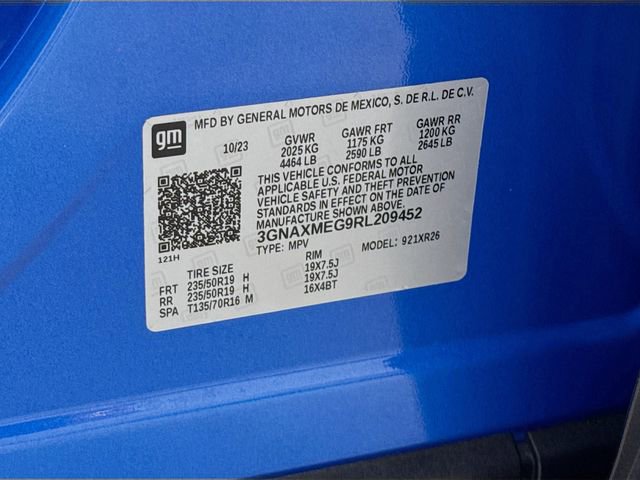 MFD BY GENERAL MOTORS DE MEXICO, S. DE R.L. DE C.V.
gm
10/23 GVWR GAWR FRT GAWR RR
2025 KG 1175 KG 1200 KG
4464 LB 2590 LB 2645 LB
THIS VEHICLE CONFORMS TO ALL
APPLICABLE U.S. FEDERAL MOTOR
VEHICLE SAFETY AND THEFT PREVENTION
STANDARDS IN EFFECT ON THE DATE OF
MANUFACTURE SHOWN ABOVE.
3GNAXMEG9RL209452
121H TYPE: MPV MODEL: 921XR26
TIRE SIZE RIM
FRT 235/50R19 H 19X7.5J
RR 235/50R19 H 19X7.5J
SPA T135/70R16 M 16X4BT